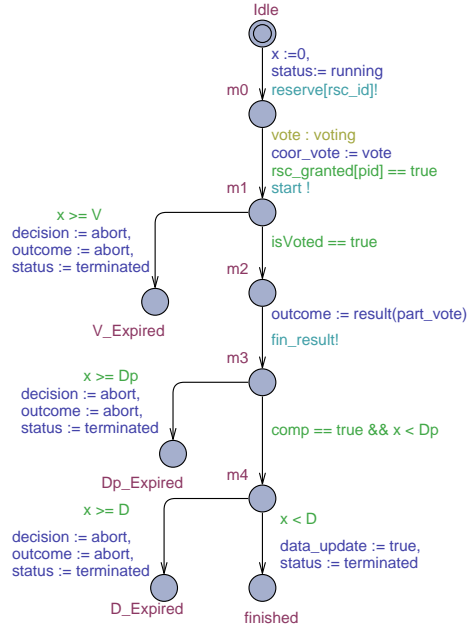 Idle
x :=0,
status:= running
reserve[rsc_id]!
m0
vote : voting
coor_vote := vote
rsc_granted[pid] == true
start !
m1
x >= V
decision := abort,
outcome := abort,
status := terminated
isVoted == true
m2
V_Expired
outcome := result(part_vote)
fin_result!
m3
x >= Dp
decision := abort,
outcome := abort,
status := terminated
comp == true && x < Dp
Dp_Expired
m4
x >= D
decision := abort,
outcome := abort,
status := terminated
x < D
data_update := true,
status := terminated
D_Expired
finished